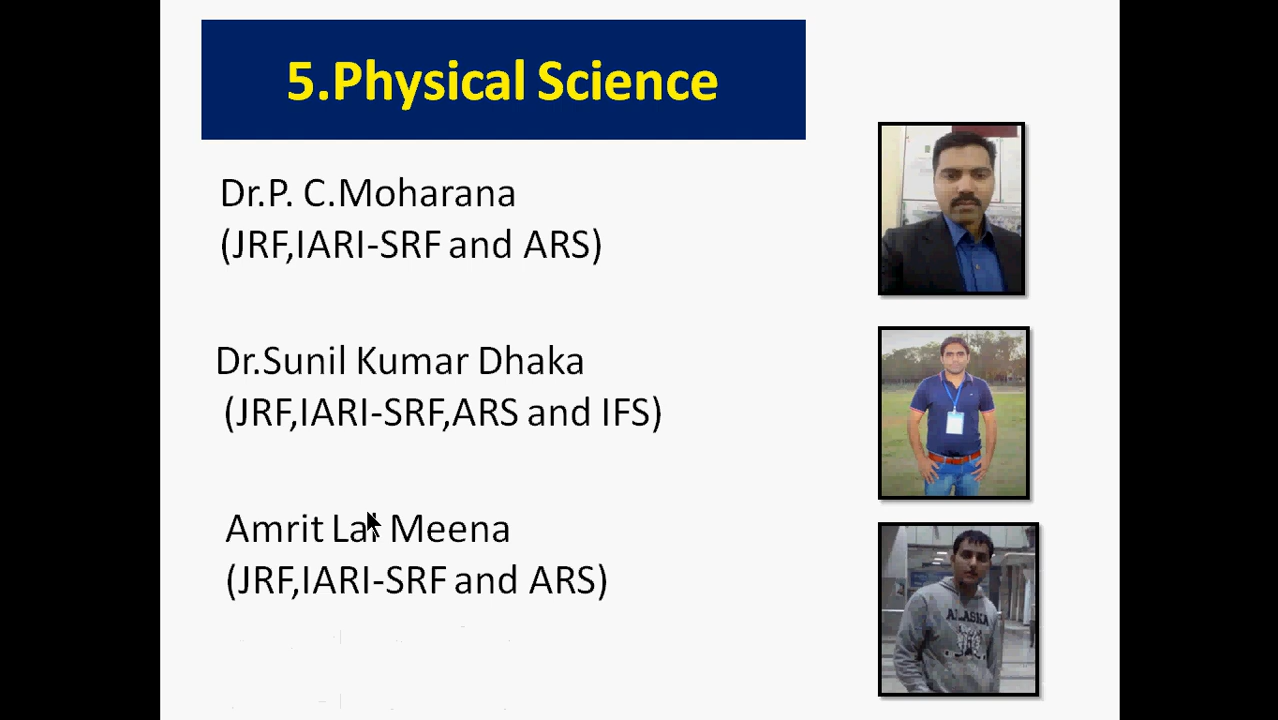 5.Physical Science
Dr.P. C.Moharana
(JRF,IARI-SRF and ARS)
Dr.Sunil Kumar Dhaka
(JRF,IARI-SRF,ARS and IFS)
Amrit Lal Meena
(JRF,IARI-SRF and ARS)
ALASKA